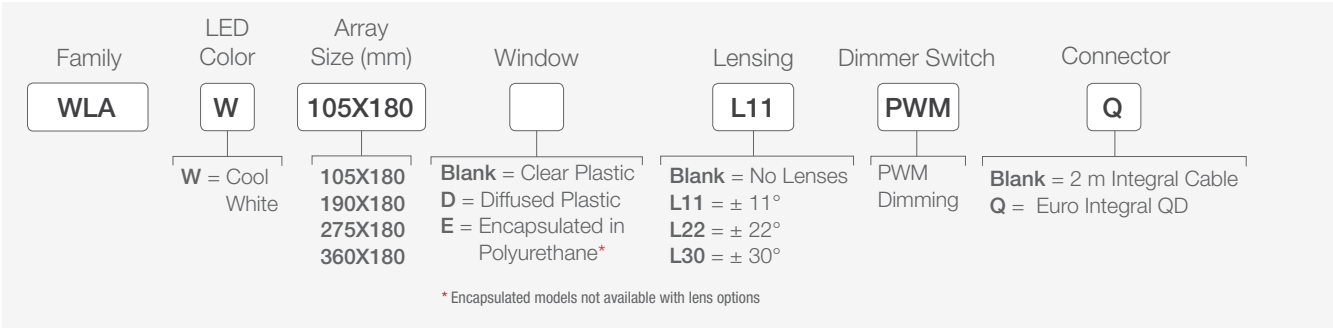 Family
LED
Color
Array
Size (mm)
Window
Lensing
Dimmer Switch
Connector
WLA
W
105X180
L11
PWM
Q
W = Cool
White
105X180
190X180
275X180
360X180
Blank = Clear Plastic
D = Diffused Plastic
E = Encapsulated in
Polyurethane*
Blank = No Lenses
L11 = ± 11°
L22 = ± 22°
L30 = ± 30°
PWM
Dimming
Blank = 2 m Integral Cable
Q = Euro Integral QD
* Encapsulated models not available with lens options